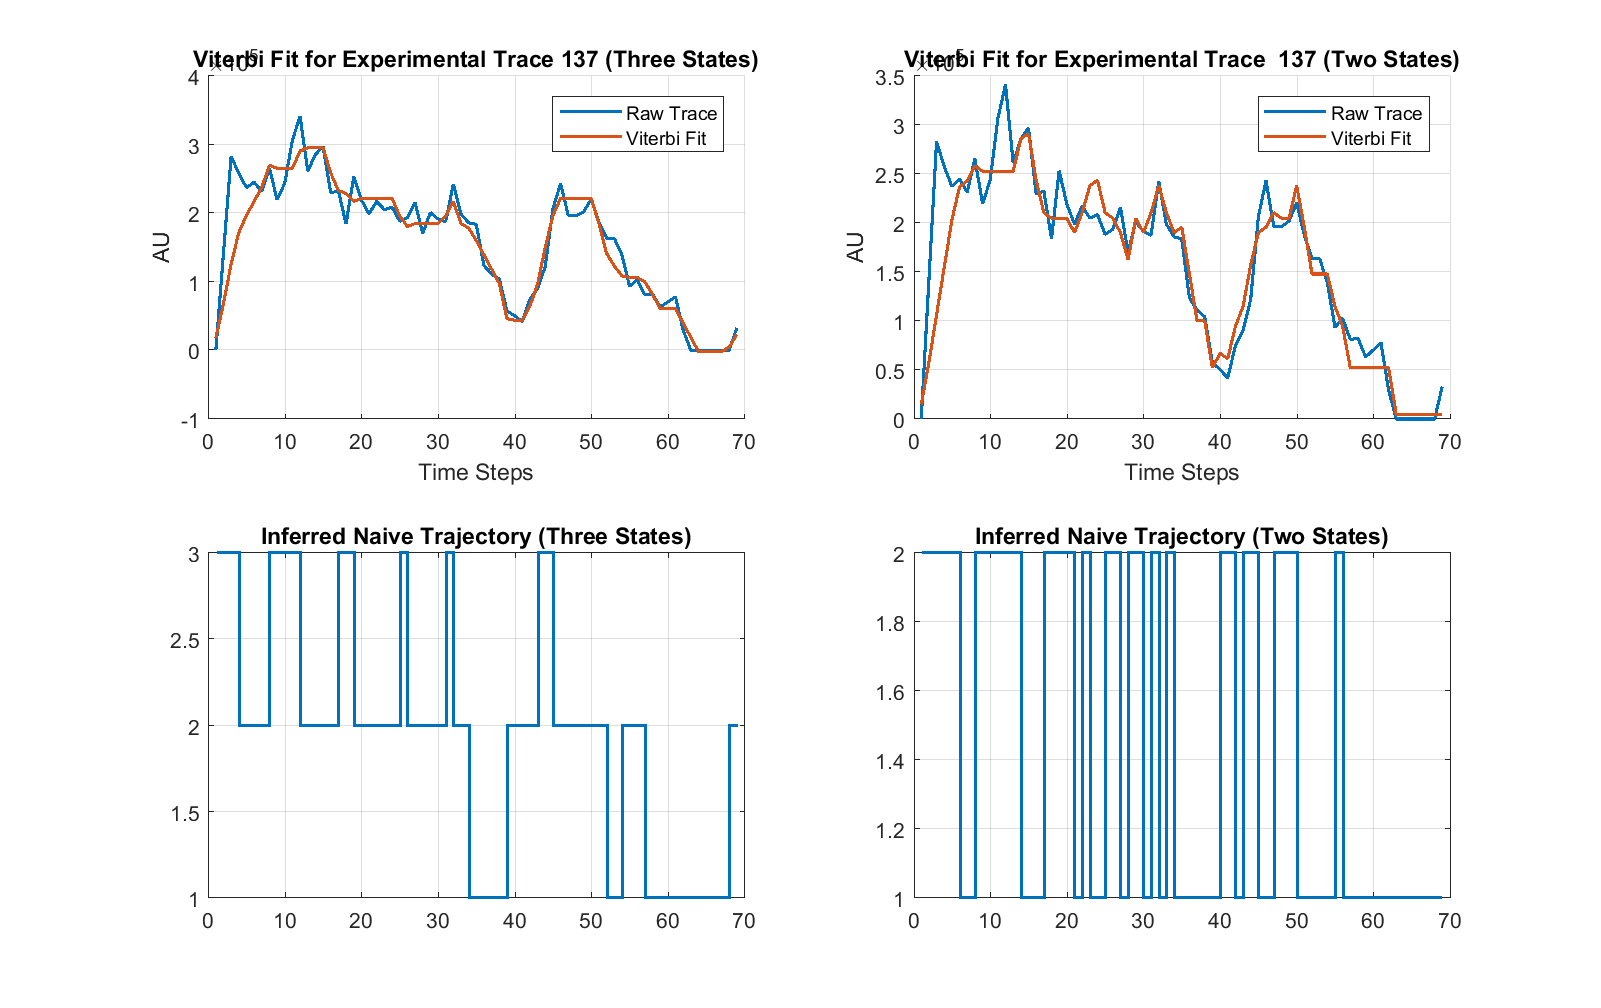 Viterbi Fit for Experimental Trace 137 (Three States)
×10^5
4
3
2
1
0
-1
AU
Raw Trace
Viterbi Fit
0 10 20 30 40 50 60 70
Time Steps
Viterbi Fit for Experimental Trace  137 (Two States)
×10^5
3.5
3
2.5
2
1.5
1
0.5
0
AU
Raw Trace
Viterbi Fit
0 10 20 30 40 50 60 70
Time Steps
Inferred Naive Trajectory (Three States)
3
2.5
2
1.5
1
0 10 20 30 40 50 60 70
Inferred Naive Trajectory (Two States)
2
1.8
1.6
1.4
1.2
1
0 10 20 30 40 50 60 70